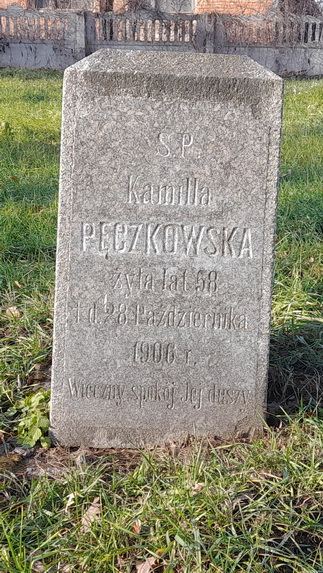 Ś.P.
Kamilla
PĘCZKOWSKA
żyła lat 58
† d. 28 Października
1906 r.
Wieczny spokój Jej duszy